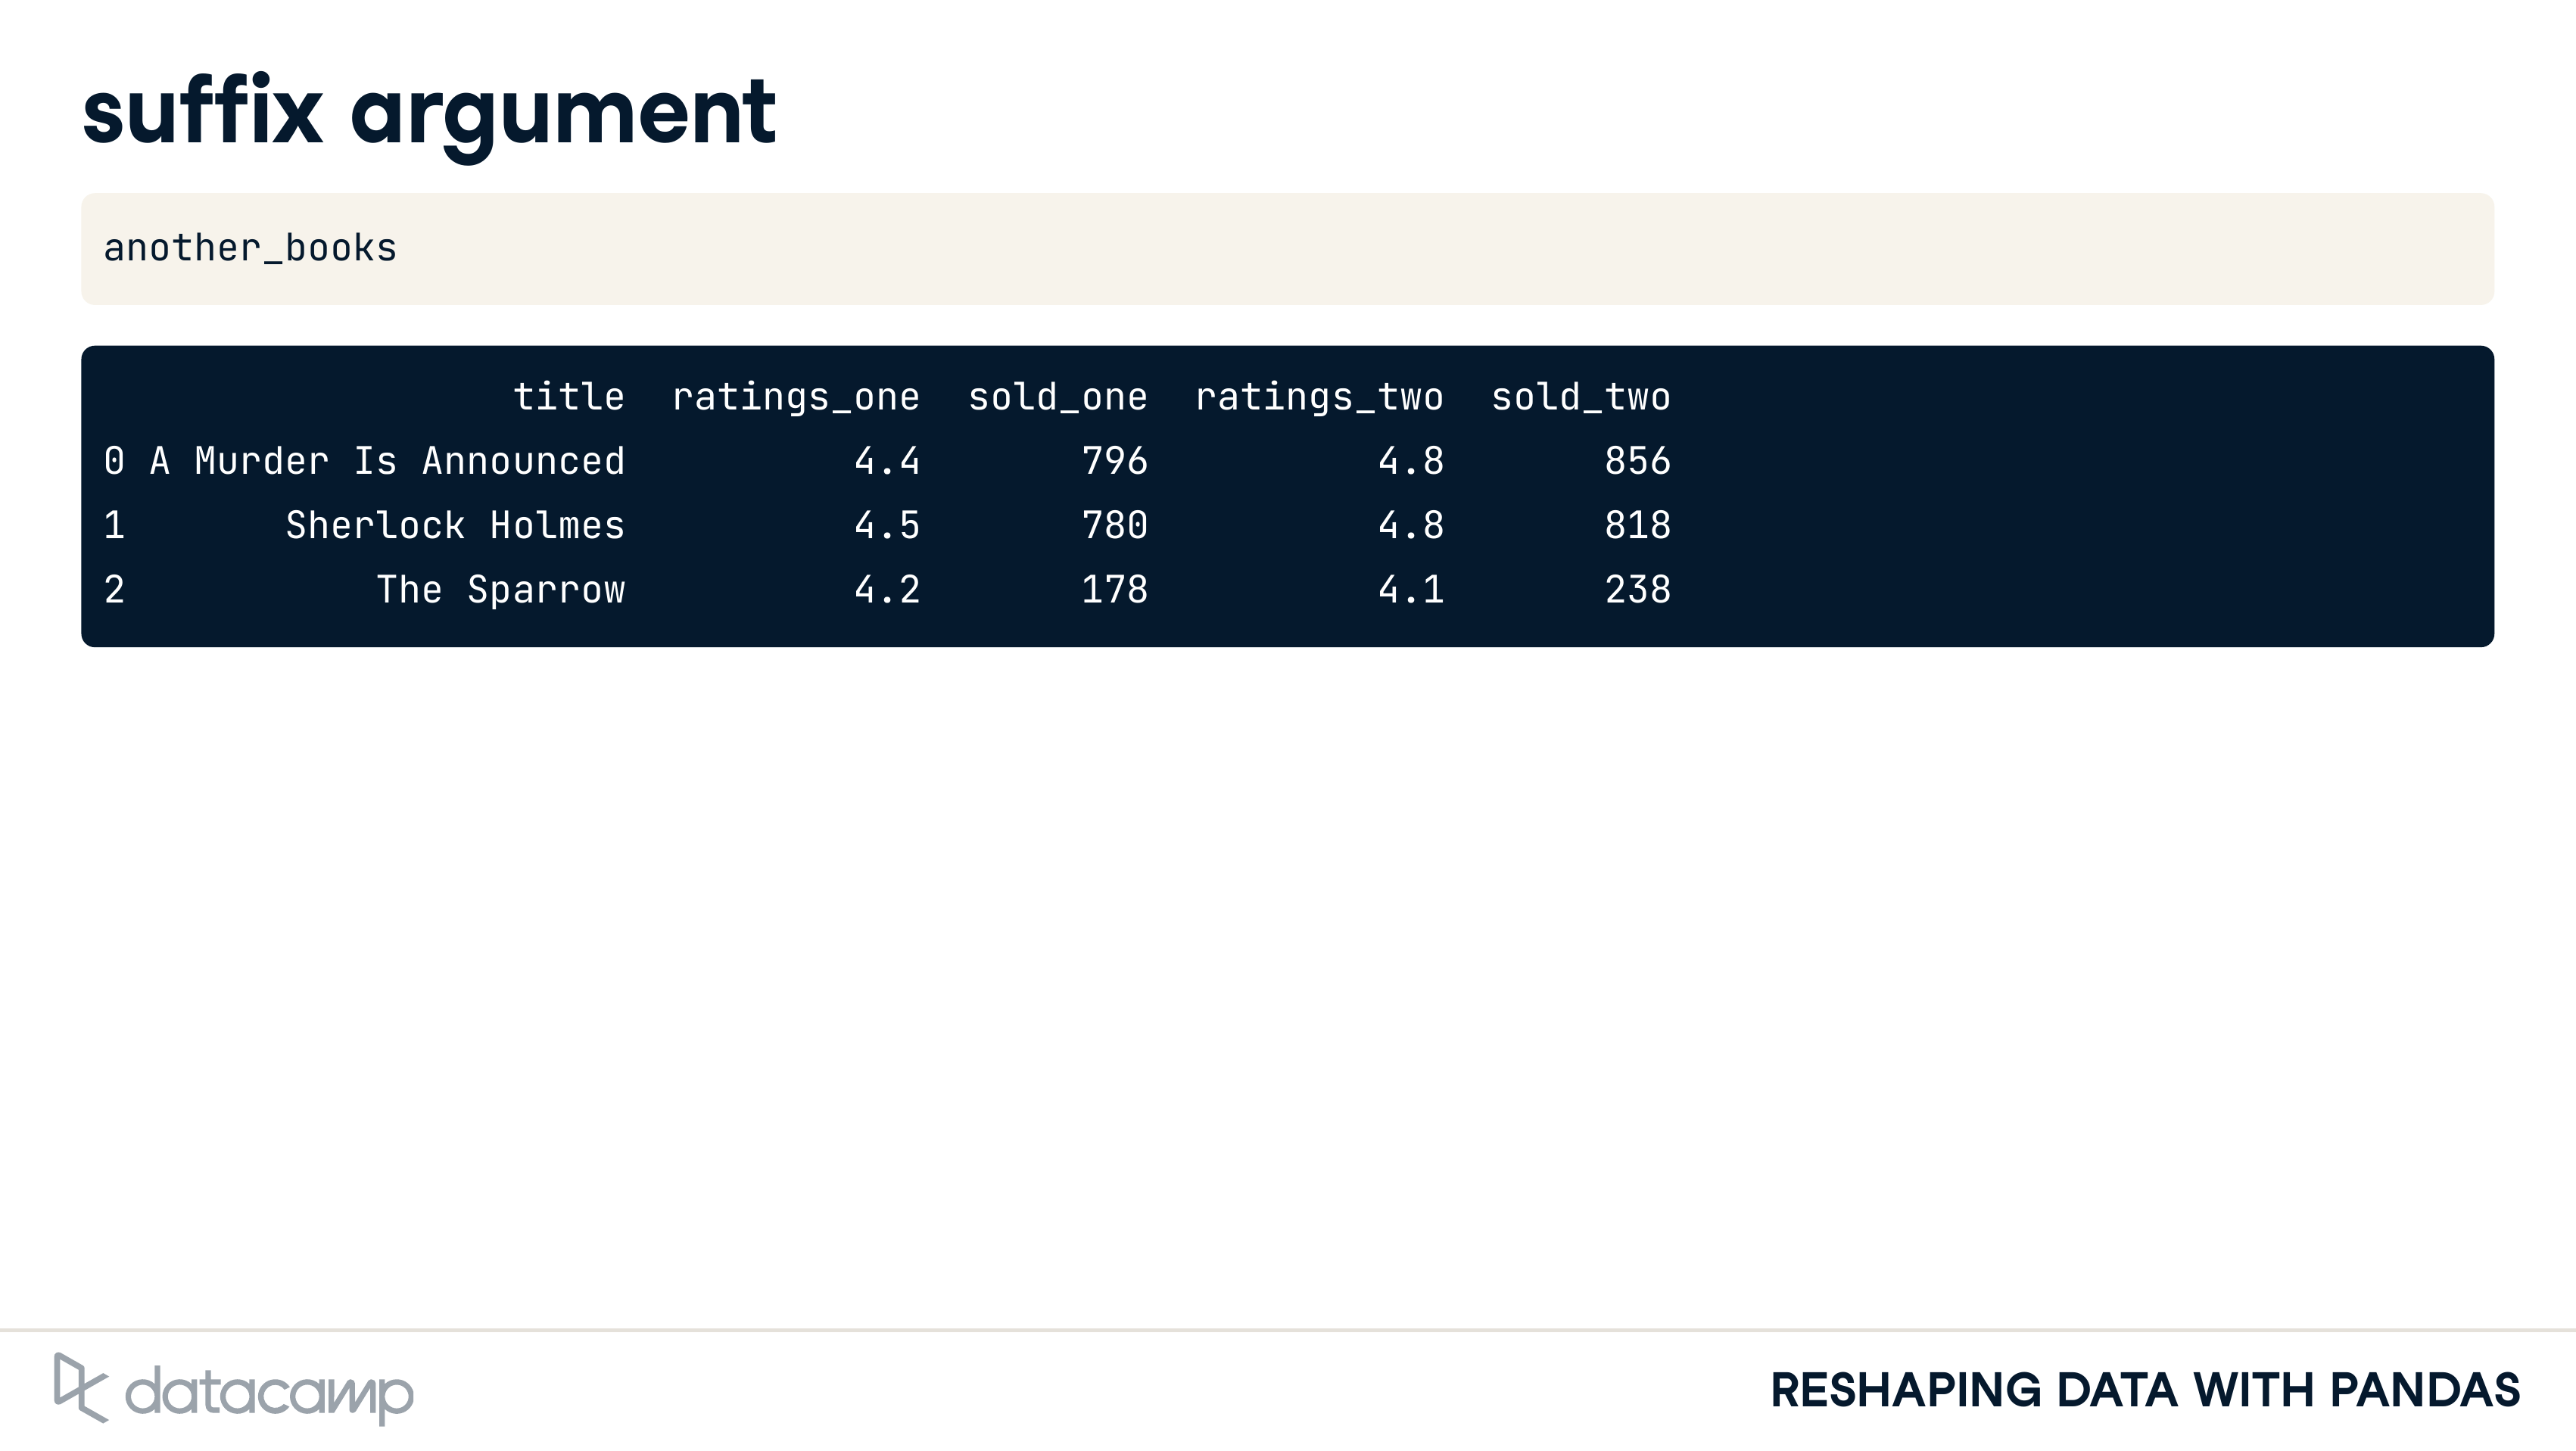 suffix argument
another_books
title ratings_one sold_one ratings_two sold_two
0 A Murder Is Announced 4.4 796 4.8 856
1 Sherlock Holmes 4.5 780 4.8 818
2 The Sparrow 4.2 178 4.1 238
datacamp
RESHAPING DATA WITH PANDAS